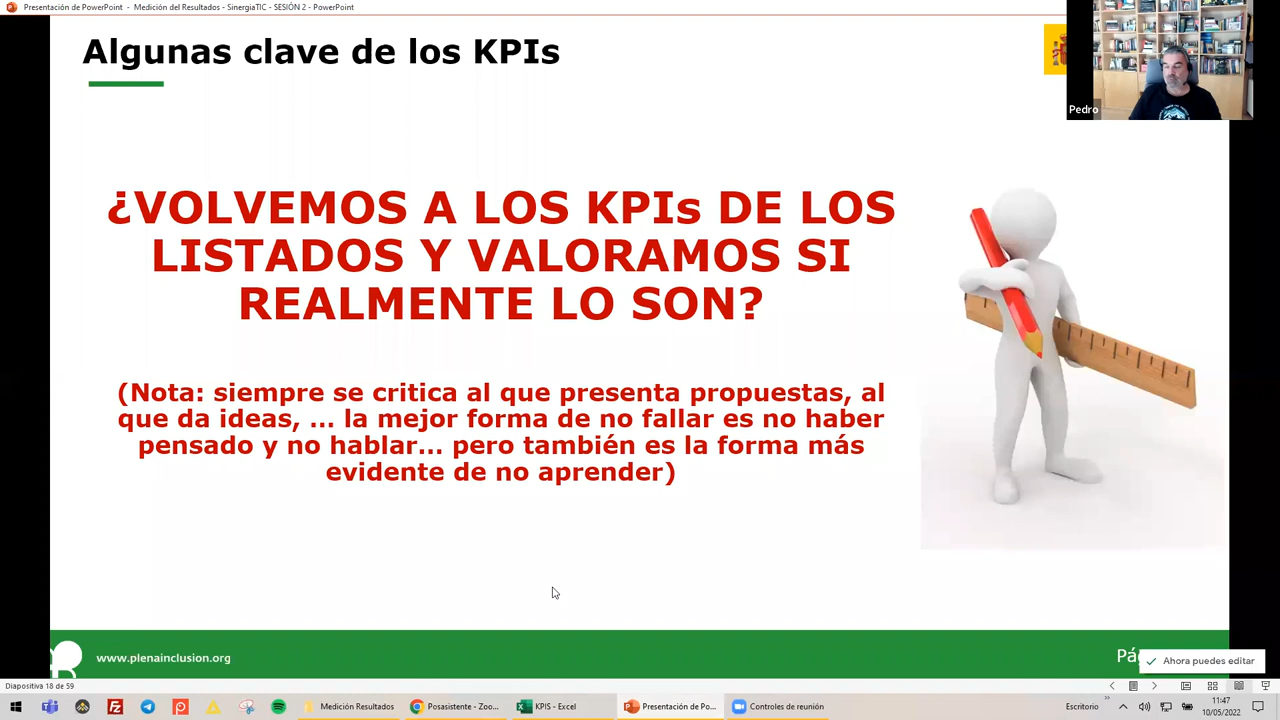 Presentación de PowerPoint - Medición del Resultados - SinergiaTIC - SESIÓN 2 - PowerPoint
Algunas clave de los KPIs
Pedro
¿VOLVEMOS A LOS KPIs DE LOS
LISTADOS Y VALORAMOS SI
REALMENTE LO SON?
(Nota: siempre se critica al que presenta propuestas, al
que da ideas, ... la mejor forma de no fallar es no haber
pensado y no hablar... pero también es la forma más
evidente de no aprender)
www.plenainclusion.org
Ahora puedes editar
Diapositiva 18 de 59
Medición Resultados
Posasistente - Zoo...
KPIS - Excel
Presentación de Po...
Controles de reunión
Escritorio
11:47
10/05/2022